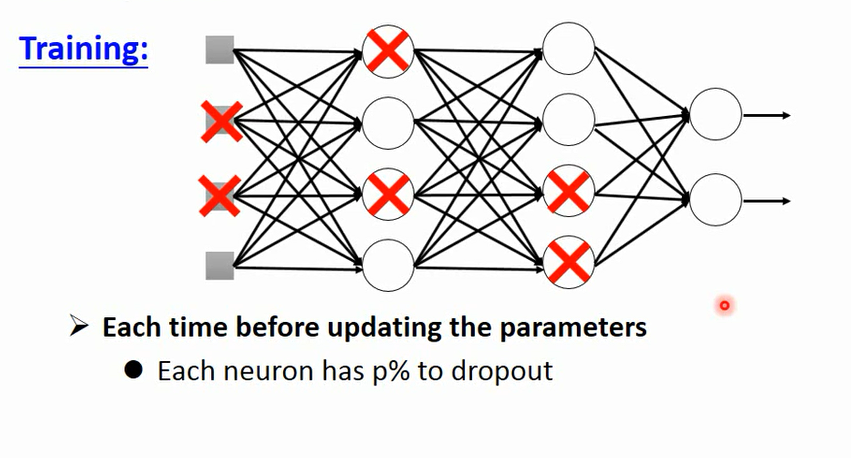 Training:
Each time before updating the parameters
Each neuron has p% to dropout